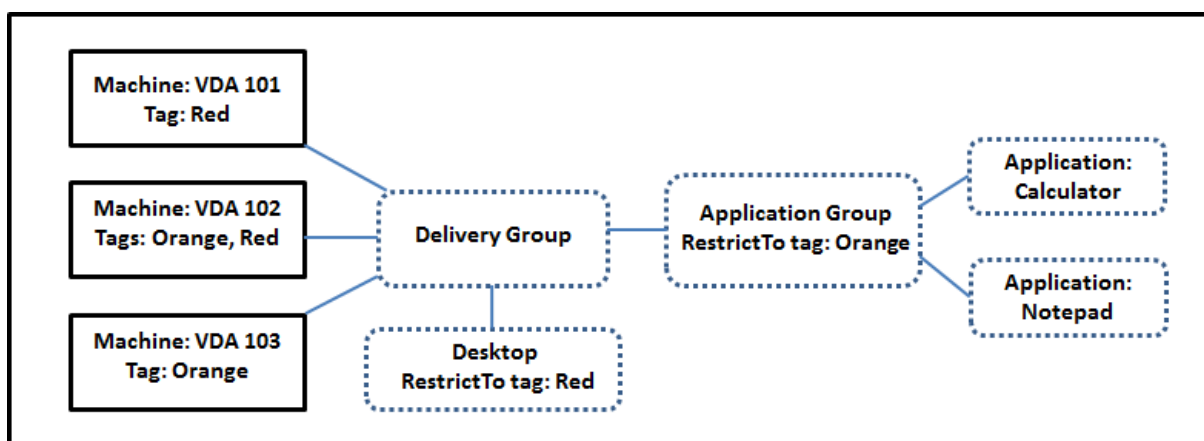 Machine: VDA 101
Tag: Red
Machine: VDA 102
Tags: Orange, Red
Machine: VDA 103
Tag: Orange
Delivery Group
Desktop
RestrictTo tag: Red
Application Group
RestrictTo tag: Orange
Application:
Calculator
Application:
Notepad